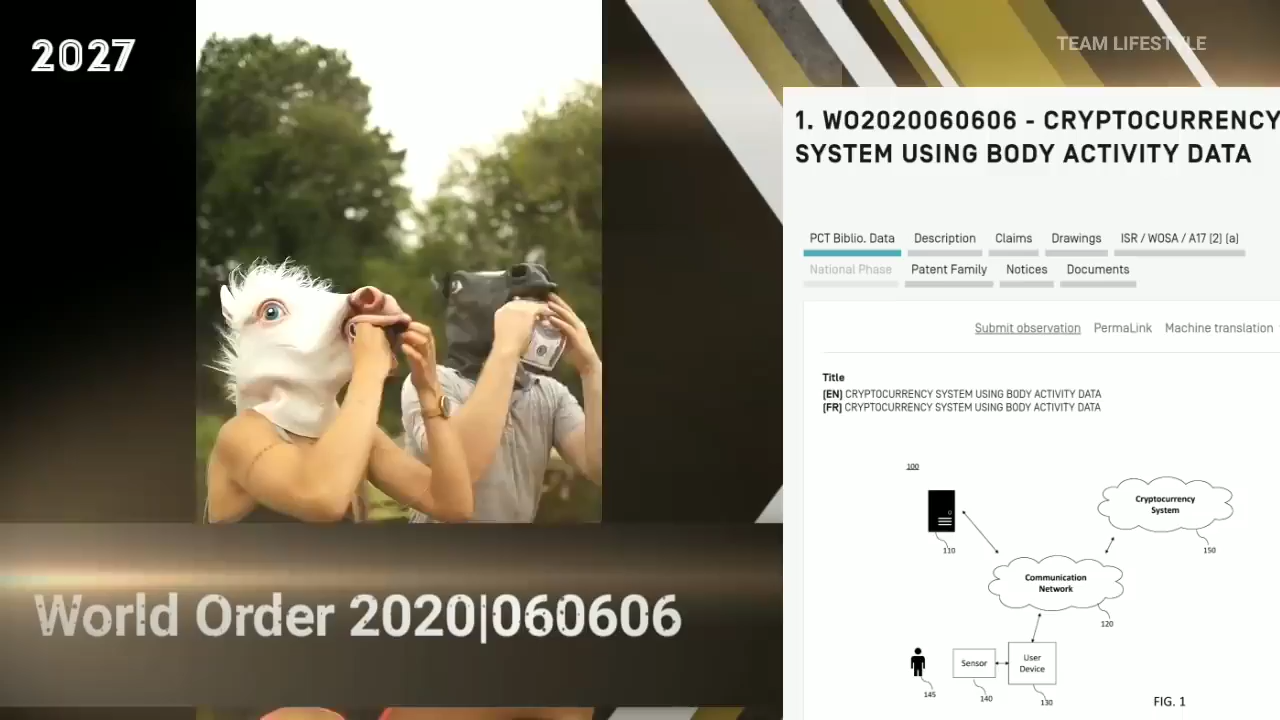 2027
TEAM LIFESTYLE
1. WO2020060606 - CRYPTOCURRENCY
SYSTEM USING BODY ACTIVITY DATA
PCT Biblio. Data Description Claims Drawings ISR / WOSA / A17 (2) (a)
National Phase Patent Family Notices Documents
Submit observation PermaLink Machine translation
Title
(EN) CRYPTOCURRENCY SYSTEM USING BODY ACTIVITY DATA
(FR) CRYPTOCURRENCY SYSTEM USING BODY ACTIVITY DATA
100
Cryptocurrency
System
110
150
Communication
Network
120
Sensor
User
Device
145
140
130
FIG. 1
World Order 2020|060606